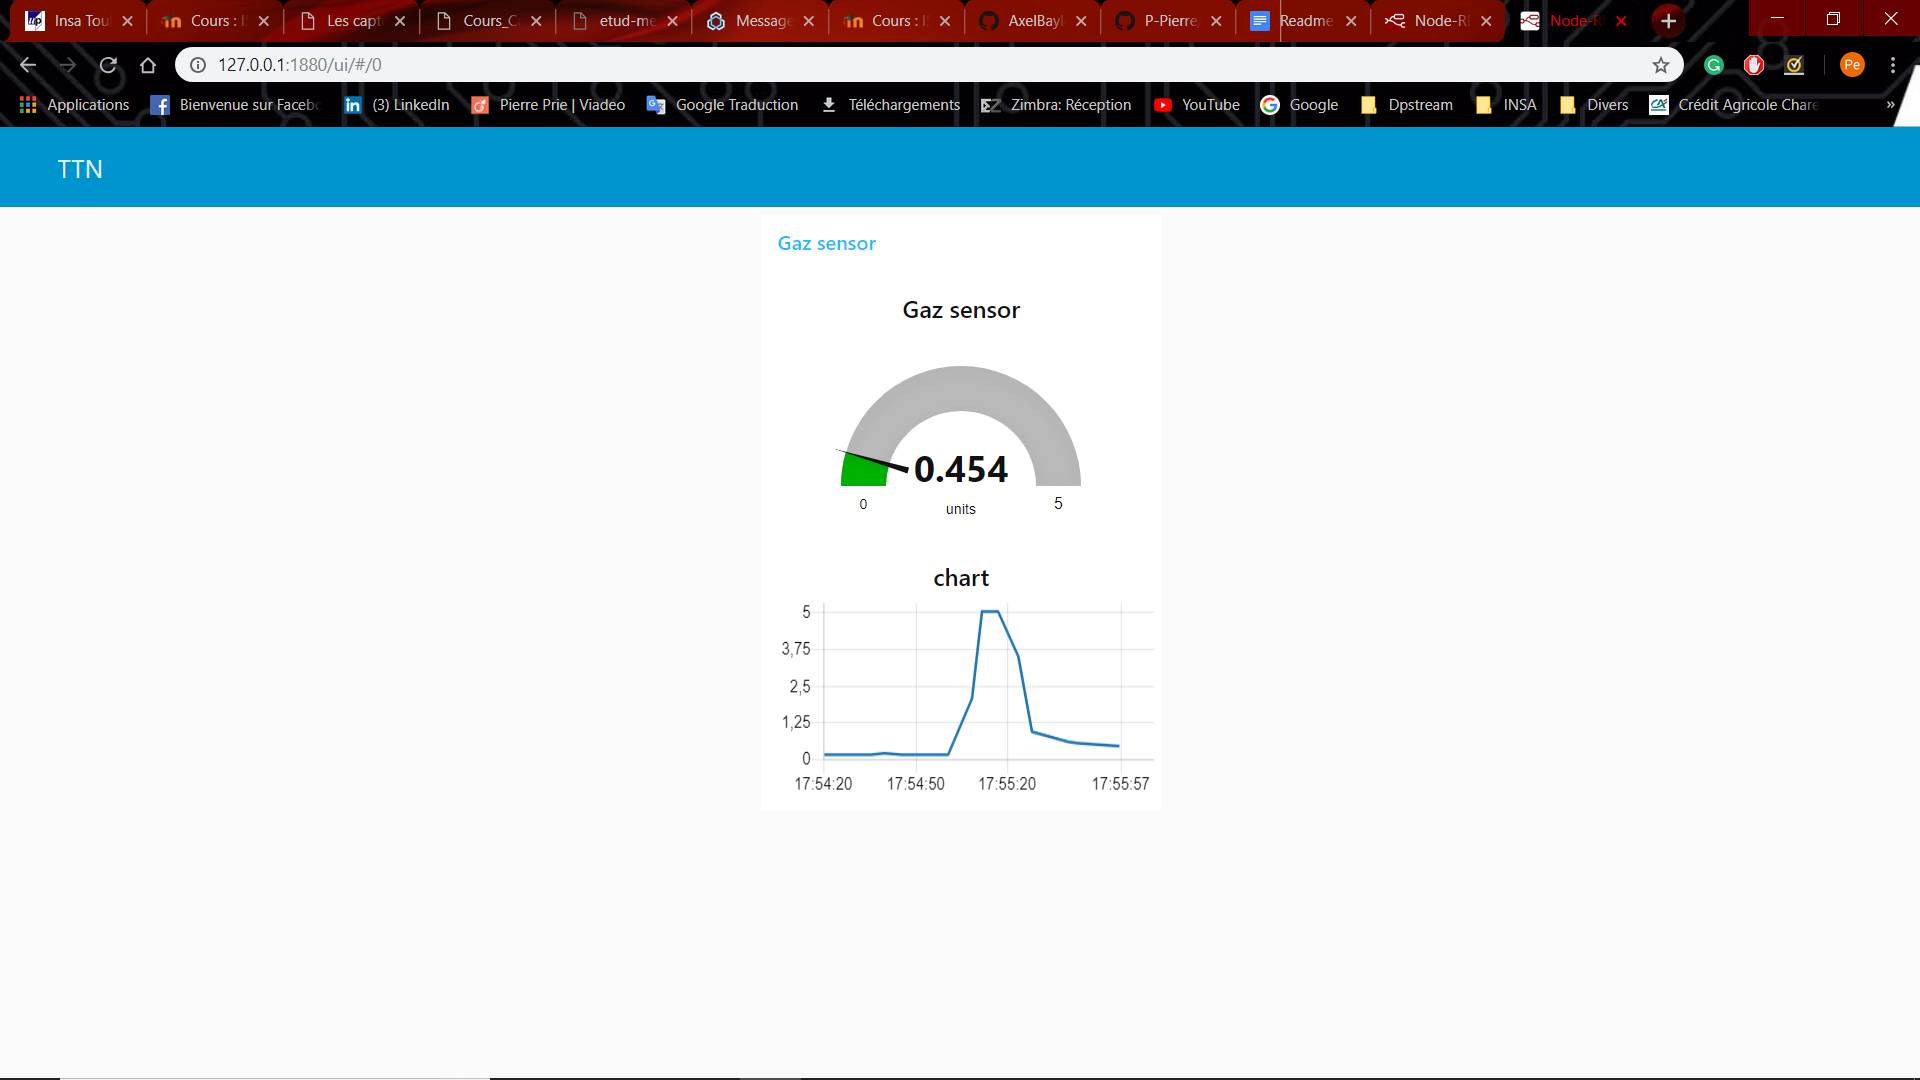 Insa Tou
Cours : I
Les capt
Cours_C
etud-me
Message
Cours : I
AxelBayl
P-Pierre
Readme
Node-R
Node-R
127.0.0.1:1880/ui/#/0
Pe
Applications
Bienvenue sur Facebo
(3) LinkedIn
Pierre Prie | Viadeo
Google Traduction
Téléchargements
Zimbra: Réception
YouTube
Google
Dpstream
INSA
Divers
Crédit Agricole Chare
»
TTN
Gaz sensor
Gaz sensor
0.454
0
units
5
chart
5
3,75
2,5
1,25
0
17:54:20
17:54:50
17:55:20
17:55:57